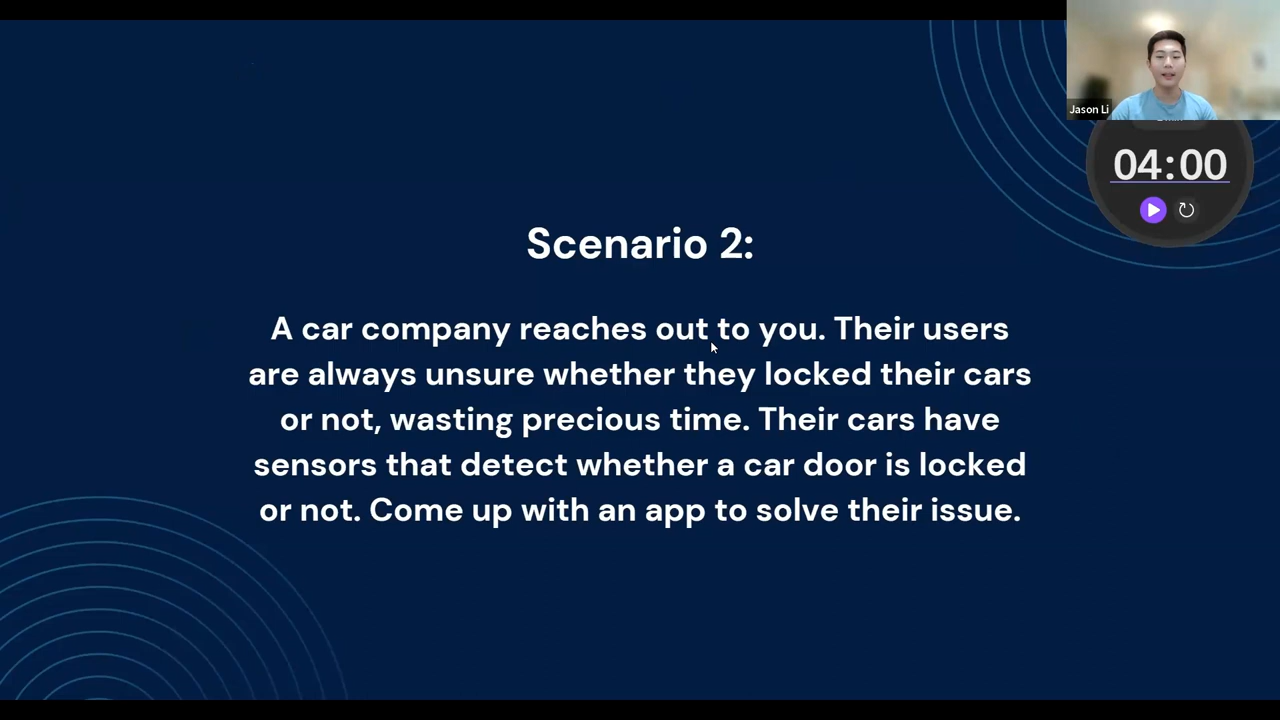 Jason Li
04:00
Scenario 2:
A car company reaches out to you. Their users
are always unsure whether they locked their cars
or not, wasting precious time. Their cars have
sensors that detect whether a car door is locked
or not. Come up with an app to solve their issue.